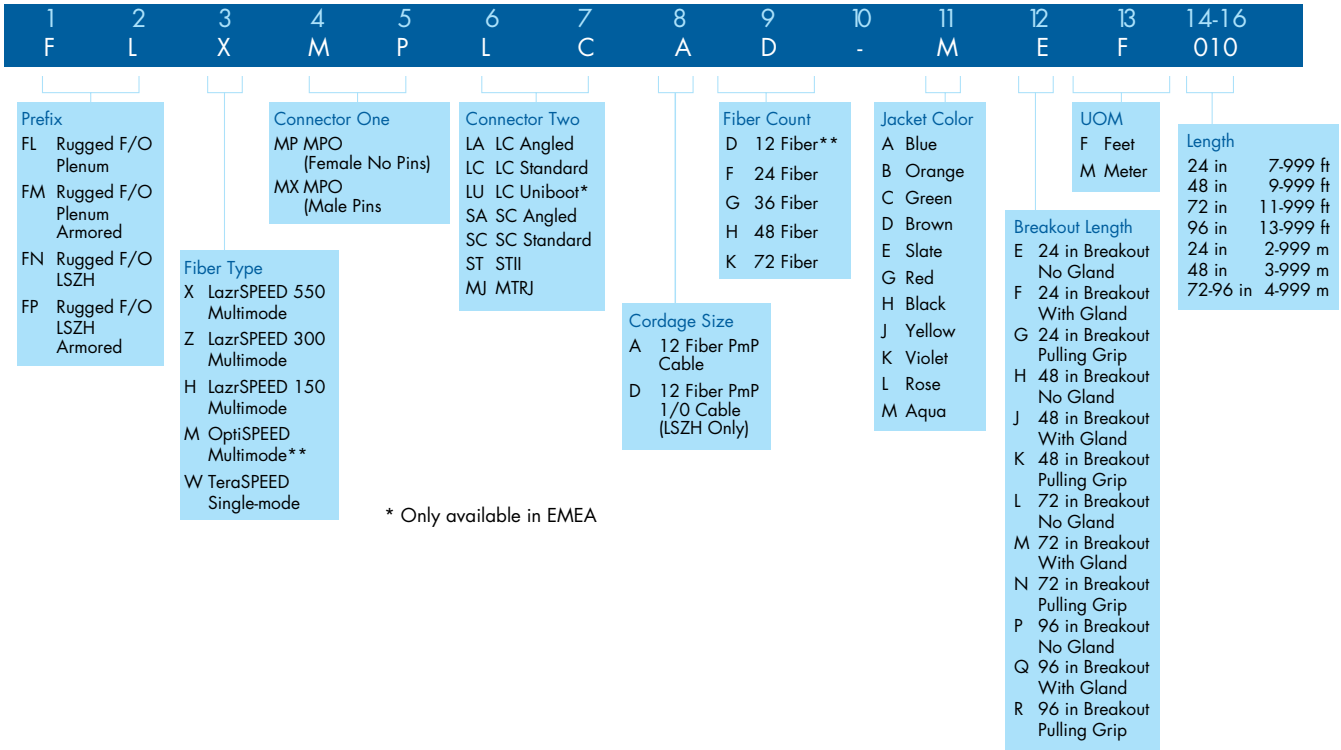 1 2 3 4 5 6 7 8 9 10 11 12 13 14-16
F L X M P L C A D - M E F 010
Prefix
FL Rugged F/O
Plenum
FM Rugged F/O
Plenum
Armored
FN Rugged F/O
LSZH
FP Rugged F/O
LSZH
Armored
Fiber Type
X LazrSPEED 550
Multimode
Z LazrSPEED 300
Multimode
H LazrSPEED 150
Multimode
M OptiSPEED
Multimode**
W TeraSPEED
Single-mode
Connector One
MP MPO
(Female No Pins)
MX MPO
(Male Pins
Connector Two
LA LC Angled
LC LC Standard
LU LC Uniboot*
SA SC Angled
SC SC Standard
ST STII
MJ MTRJ
* Only available in EMEA
Cordage Size
A 12 Fiber PmP
Cable
D 12 Fiber PmP
1/0 Cable
(LSZH Only)
Fiber Count
D 12 Fiber**
F 24 Fiber
G 36 Fiber
H 48 Fiber
K 72 Fiber
Jacket Color
A Blue
B Orange
C Green
D Brown
E Slate
G Red
H Black
J Yellow
K Violet
L Rose
M Aqua
Breakout Length
E 24 in Breakout
No Gland
F 24 in Breakout
With Gland
G 24 in Breakout
Pulling Grip
H 48 in Breakout
No Gland
J 48 in Breakout
With Gland
K 48 in Breakout
Pulling Grip
L 72 in Breakout
No Gland
M 72 in Breakout
With Gland
N 72 in Breakout
Pulling Grip
P 96 in Breakout
No Gland
Q 96 in Breakout
With Gland
R 96 in Breakout
Pulling Grip
UOM
F Feet
M Meter
Length
24 in 7-999 ft
48 in 9-999 ft
72 in 11-999 ft
96 in 13-999 ft
24 in 2-999 m
48 in 3-999 m
72-96 in 4-999 m